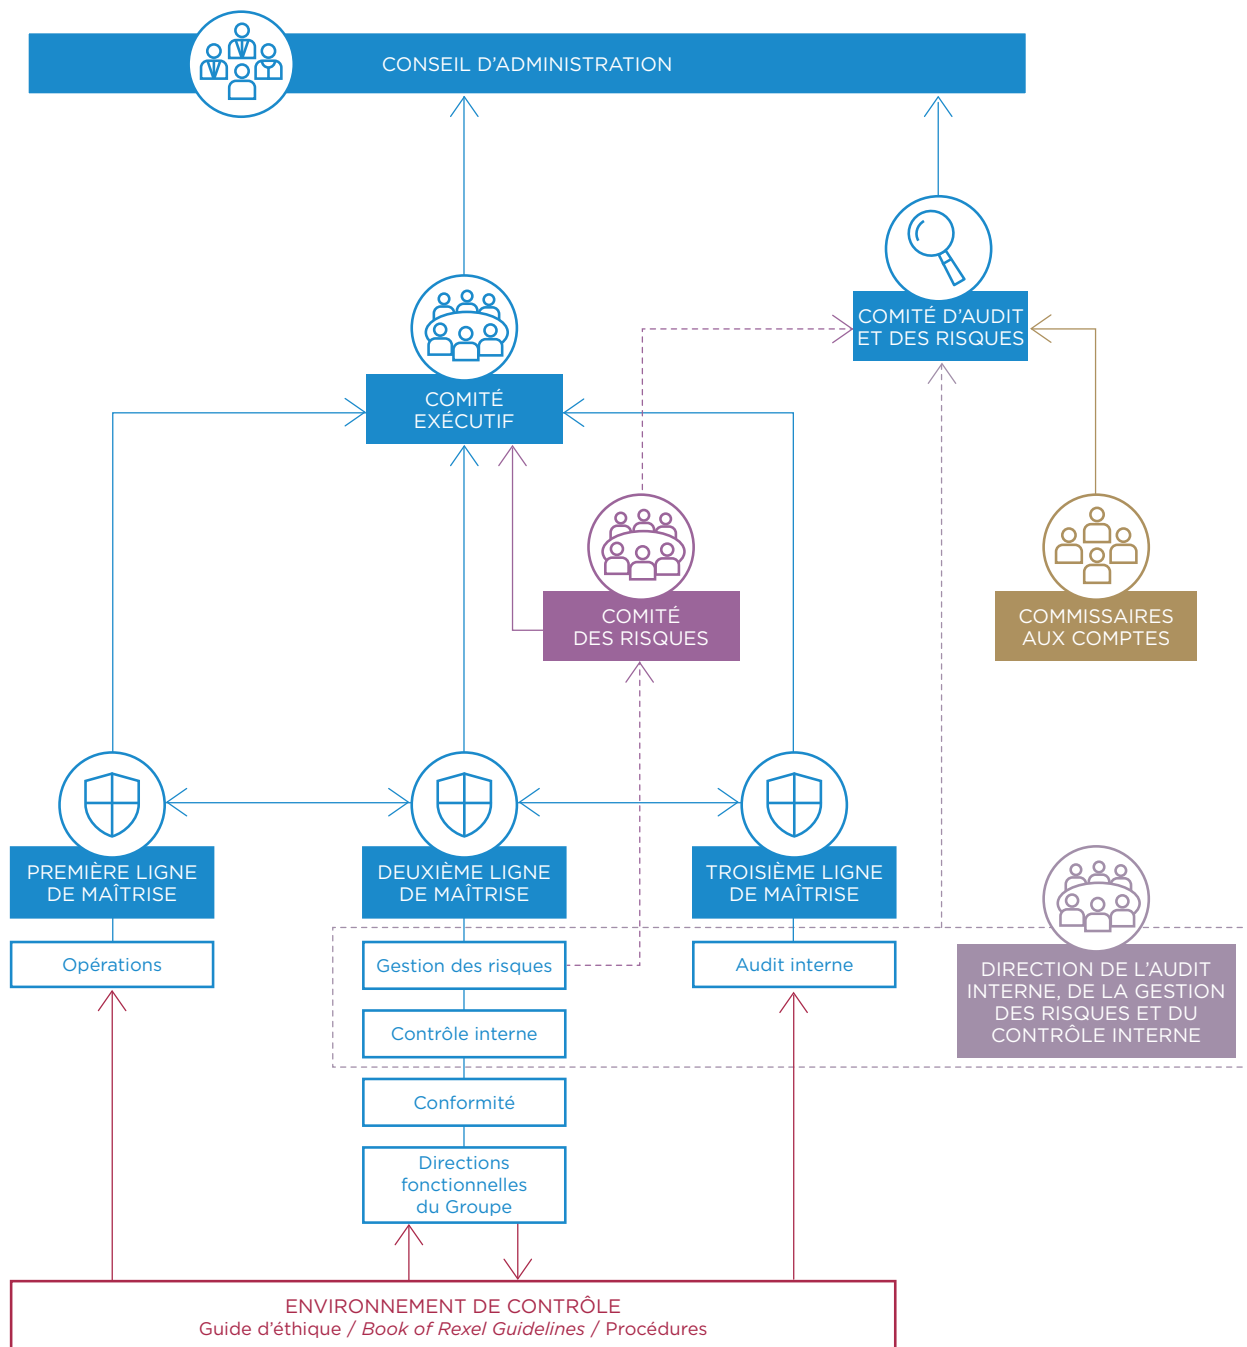 CONSEIL D’ADMINISTRATION
COMITÉ D’AUDIT
ET DES RISQUES
COMITÉ
EXÉCUTIF
COMITÉ
DES RISQUES
COMMISSAIRES
AUX COMPTES
PREMIÈRE LIGNE
DE MAÎTRISE
DEUXIÈME LIGNE
DE MAÎTRISE
TROISIÈME LIGNE
DE MAÎTRISE
Opérations
Gestion des risques
Audit interne
DIRECTION DE L’AUDIT
INTERNE, DE LA GESTION
DES RISQUES ET DU
CONTRÔLE INTERNE
Contrôle interne
Conformité
Directions
fonctionnelles
du Groupe
ENVIRONNEMENT DE CONTRÔLE
Guide d’éthique / Book of Rexel Guidelines / Procédures